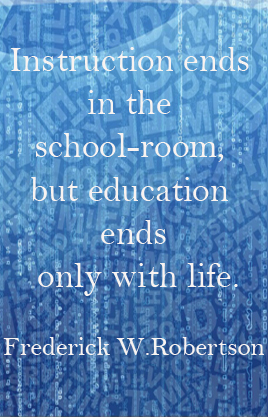 Instruction ends
in the
school-room,
but education
ends
only with life.
Frederick W.Robertson